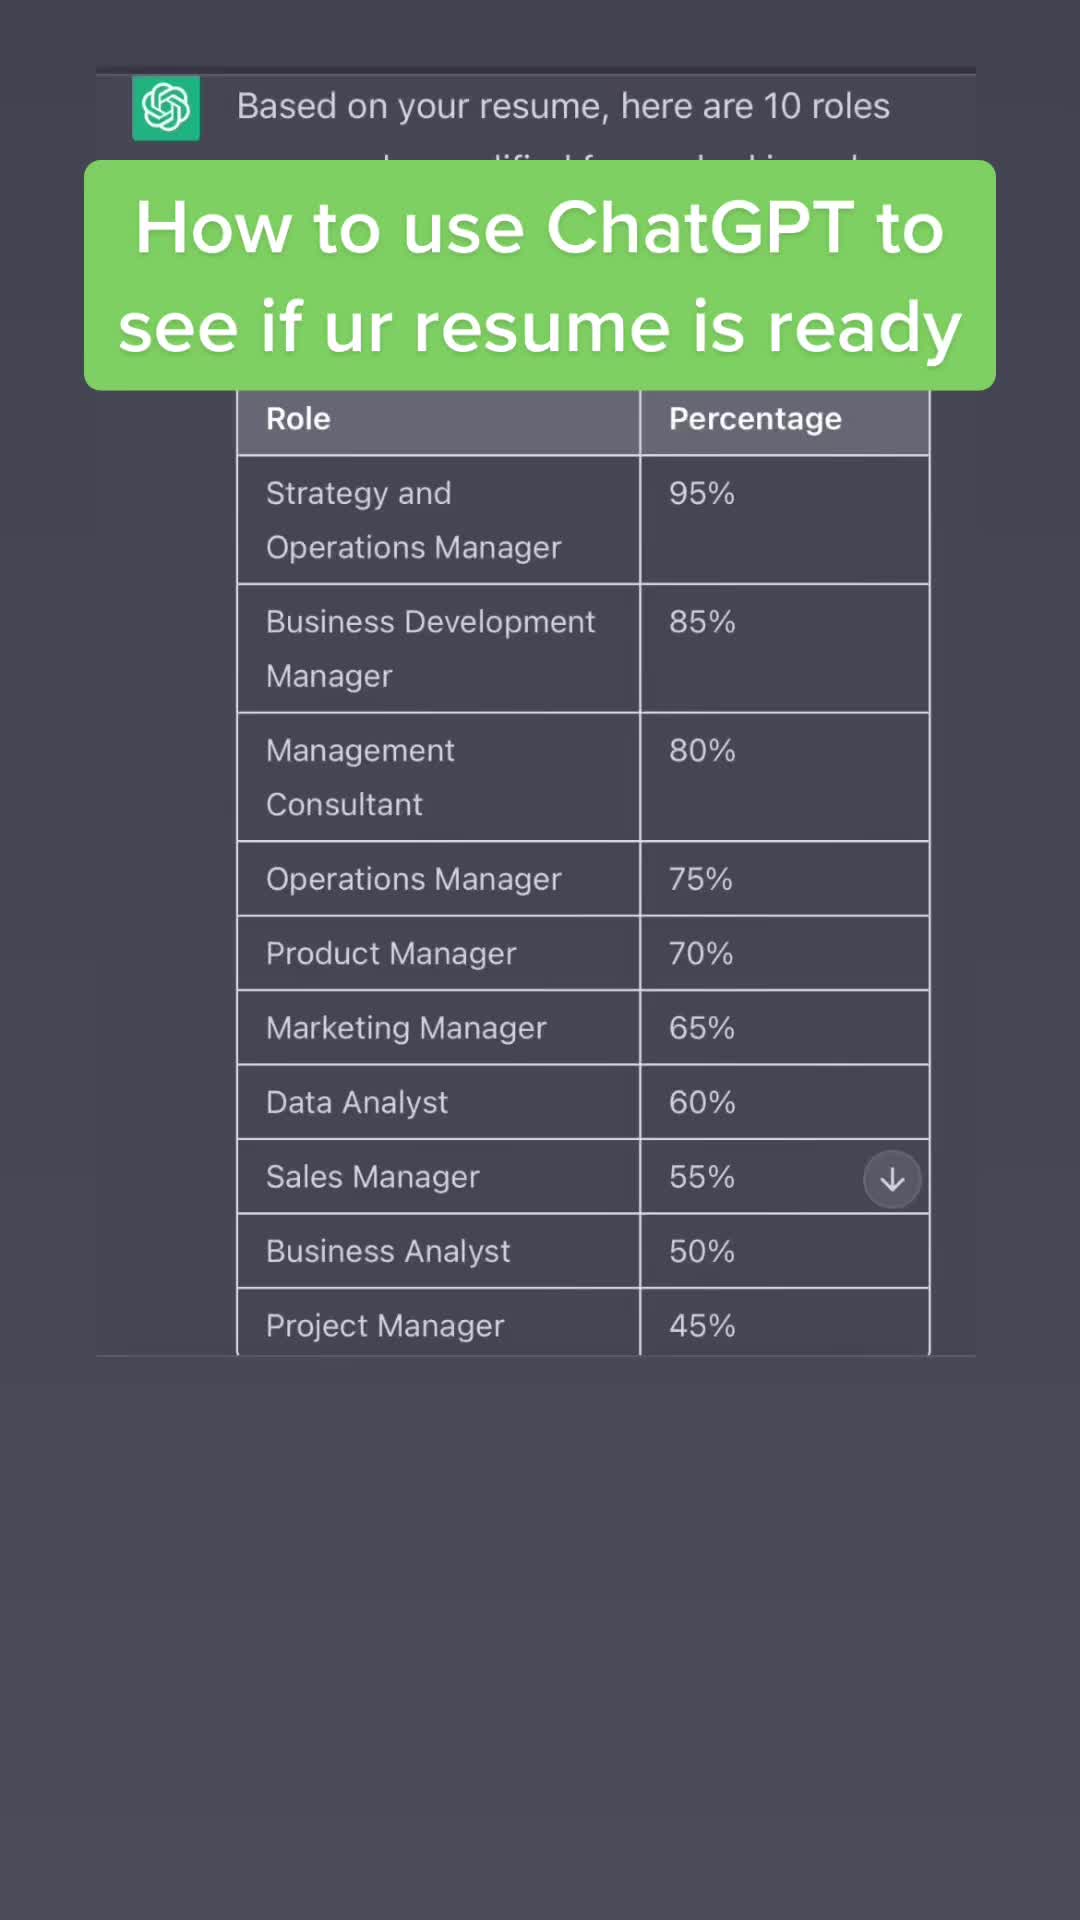 Based on your resume, here are 10 roles
How to use ChatGPT to
see if ur resume is ready
Role Percentage
Strategy and 95%
Operations Manager
Business Development 85%
Manager
Management 80%
Consultant
Operations Manager 75%
Product Manager 70%
Marketing Manager 65%
Data Analyst 60%
Sales Manager 55%
Business Analyst 50%
Project Manager 45%